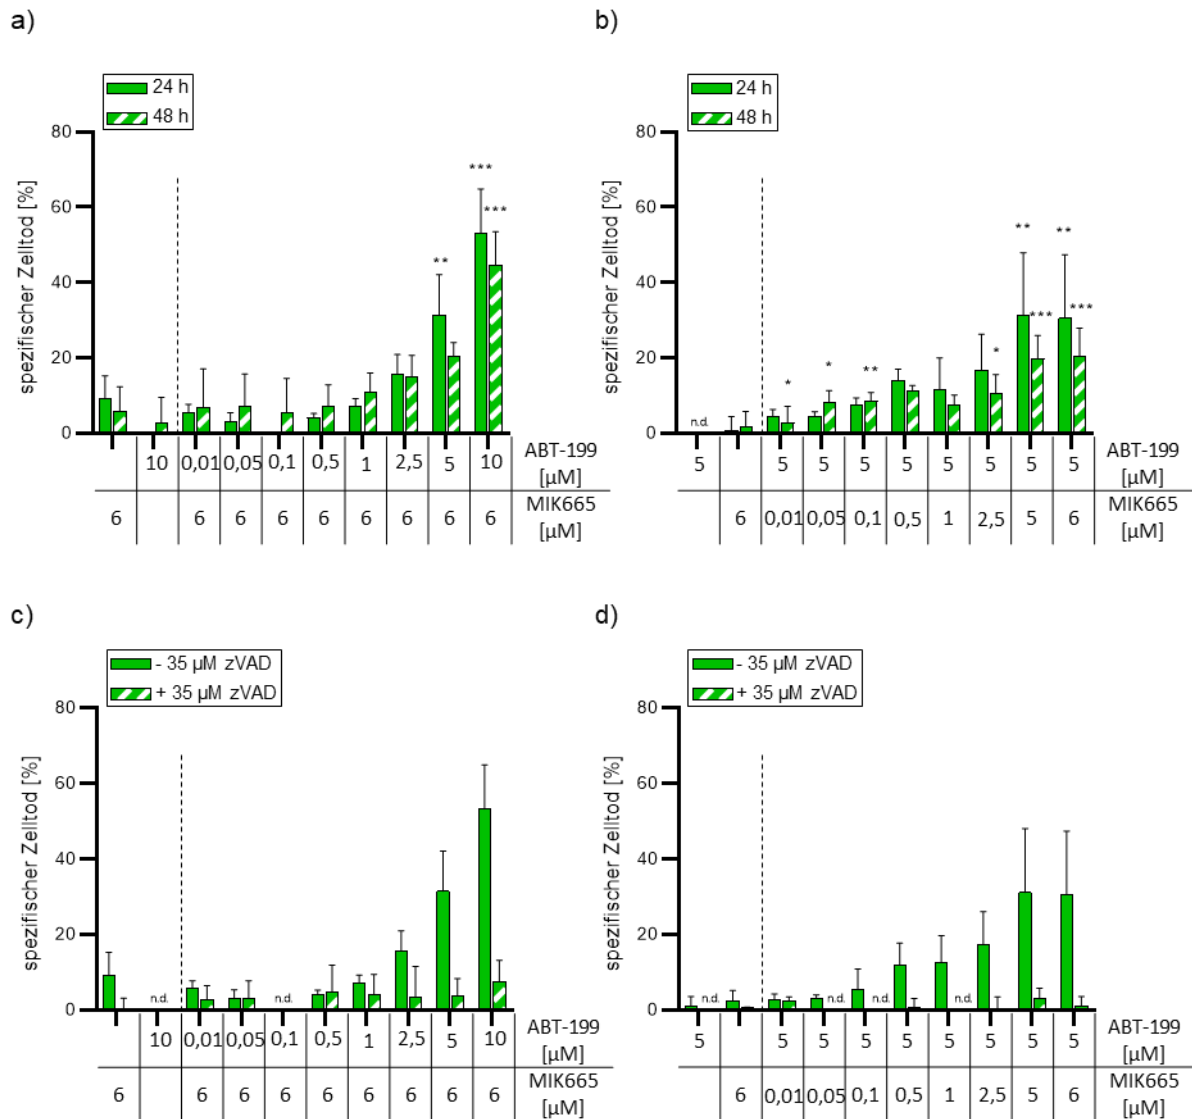 a)
24 h
48 h
spezifischer Zelltod [%]
80
60
40
20
0
*** 
***
**
10 0,01 0,05 0,1 0,5 1 2,5 5 10 ABT-199 [µM]
6 6 6 6 6 6 6 6 6 MIK665 [µM]
b)
24 h
48 h
spezifischer Zelltod [%]
80
60
40
20
0
n.d.
*
*
**
*
**
***
**
***
5 5 5 5 5 5 5 5 5 ABT-199 [µM]
6 0,01 0,05 0,1 0,5 1 2,5 5 6 MIK665 [µM]
c)
- 35 µM zVAD
+ 35 µM zVAD
spezifischer Zelltod [%]
80
60
40
20
0
n.d.
n.d.
10 0,01 0,05 0,1 0,5 1 2,5 5 10 ABT-199 [µM]
6 6 6 6 6 6 6 6 6 MIK665 [µM]
d)
- 35 µM zVAD
+ 35 µM zVAD
spezifischer Zelltod [%]
80
60
40
20
0
n.d.
n.d.
n.d.
n.d.
5 5 5 5 5 5 5 5 5 ABT-199 [µM]
6 0,01 0,05 0,1 0,5 1 2,5 5 6 MIK665 [µM]